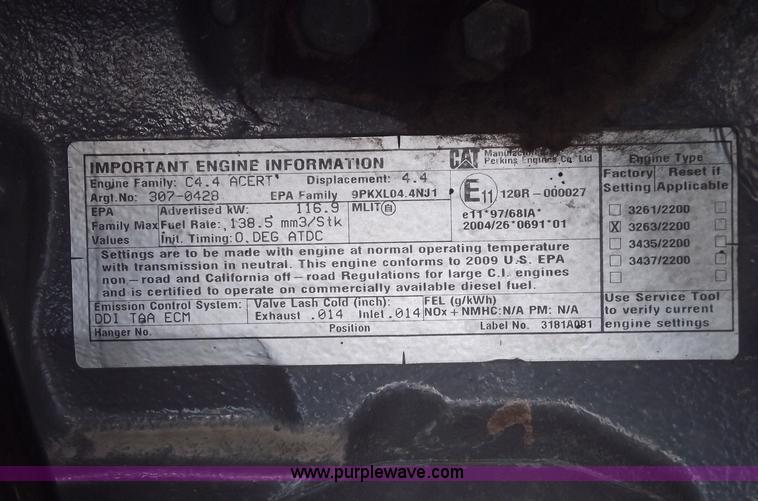 IMPORTANT ENGINE INFORMATION
CAT
Perkins Engines Co Ltd
Engine Family: C4.4 ACERT Displacement: 4.4
Argt.No: 307-0428 EPA Family 9PKXL04.4NJ1
EPA Family Max Values
Advertised kW: 116.9 MLIT
Fuel Rate: 138.5 mm3/Stk
Init. Timing: 0.DEG ATDC
E11 120R-000027
e11*97/68IA*
2004/26*0691*01
Settings are to be made with engine at normal operating temperature
with transmission in neutral. This engine conforms to 2009 U.S. EPA
non-road and California off-road Regulations for large C.I. engines
and is certified to operate on commercially available diesel fuel.
Emission Control System: Valve Lash Cold (inch): FEL (g/kWh)
DDI TAA ECM Exhaust .014 Inlet .014 NOx + NMHC:N/A PM: N/A
Hanger No. Position Label No. 3181A081
Engine Type
Factory Setting Reset if Applicable
3261/2200
X 3263/2200
3435/2200
3437/2200
Use Service Tool
to verify current
engine settings
www.purplewave.com